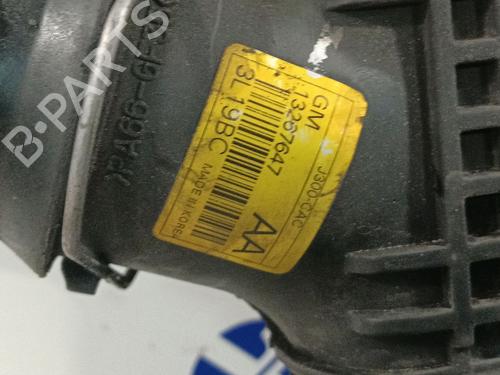 J300-CAC
GM 13267647
3L19BC AA
MADE IN KOREA
B-PARTS